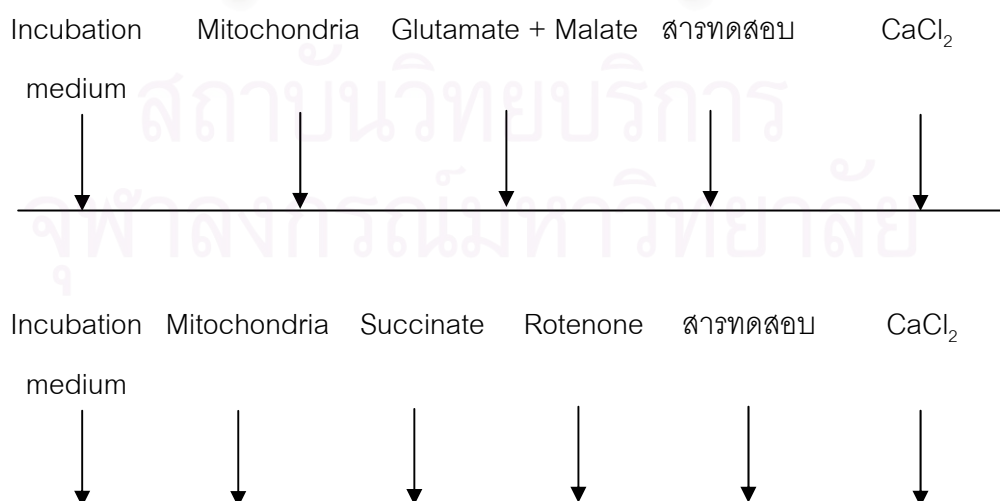 Incubation Mitochondria Glutamate + Malate สารทดสอบ CaCl₂
medium
สถาบันวิทยบริการ
จุฬาลงกรณ์มหาวิทยาลัย
Incubation Mitochondria Succinate Rotenone สารทดสอบ CaCl₂
medium